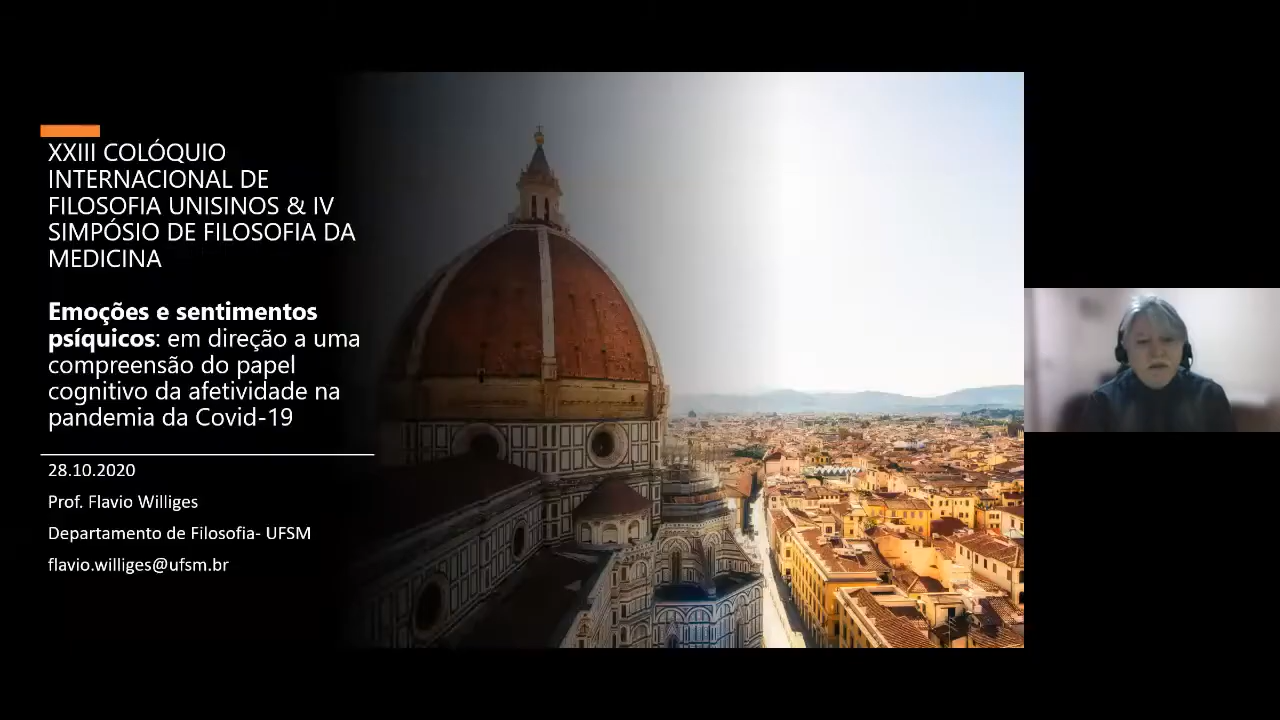 XXIII COLÓQUIO
INTERNACIONAL DE
FILOSOFIA UNISINOS & IV
SIMPÓSIO DE FILOSOFIA DA
MEDICINA
Emoções e sentimentos
psíquicos: em direção a uma
compreensão do papel
cognitivo da afetividade na
pandemia da Covid-19
28.10.2020
Prof. Flavio Williges
Departamento de Filosofia- UFSM
flavio.williges@ufsm.br